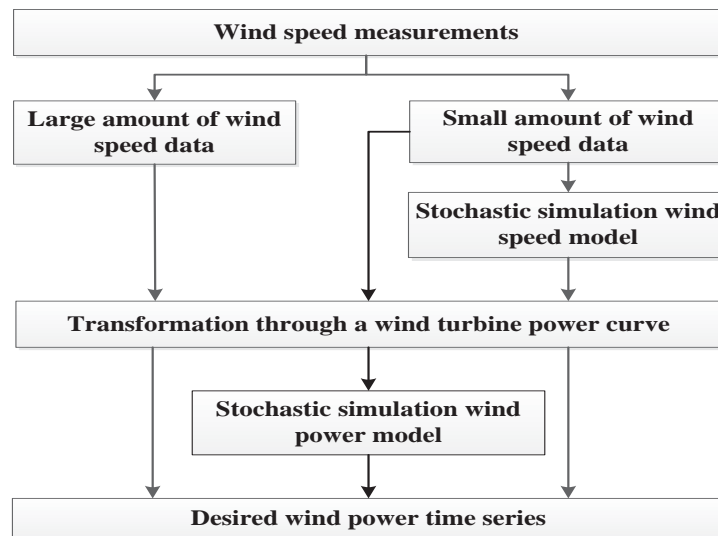 Wind speed measurements
Large amount of wind
speed data
Small amount of wind
speed data
Stochastic simulation wind
speed model
Transformation through a wind turbine power curve
Stochastic simulation wind
power model
Desired wind power time series